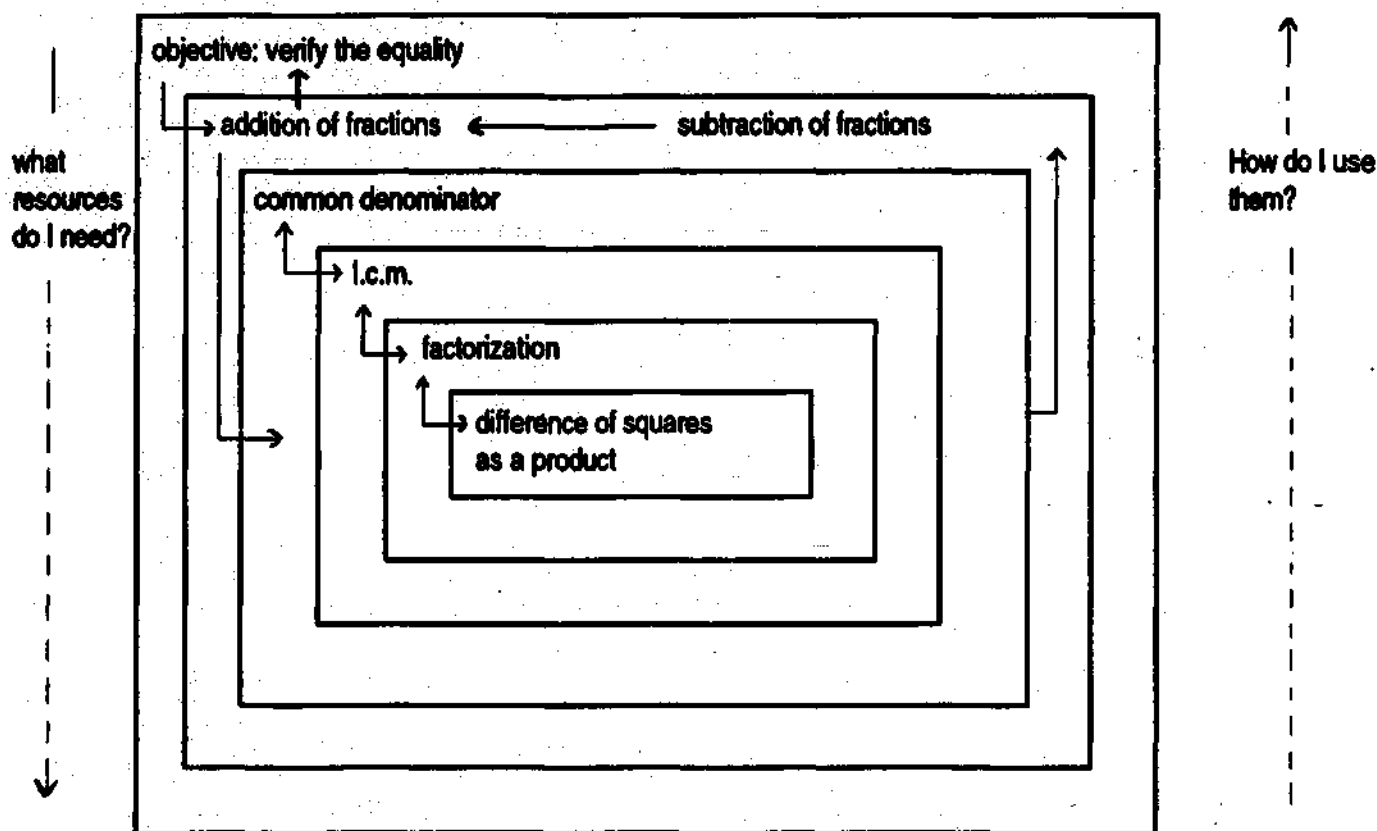 objective: verify the equality
addition of fractions
subtraction of fractions
what
resources
do I need?
How do I use
them?
common denominator
l.c.m.
factorization
difference of squares
as a product